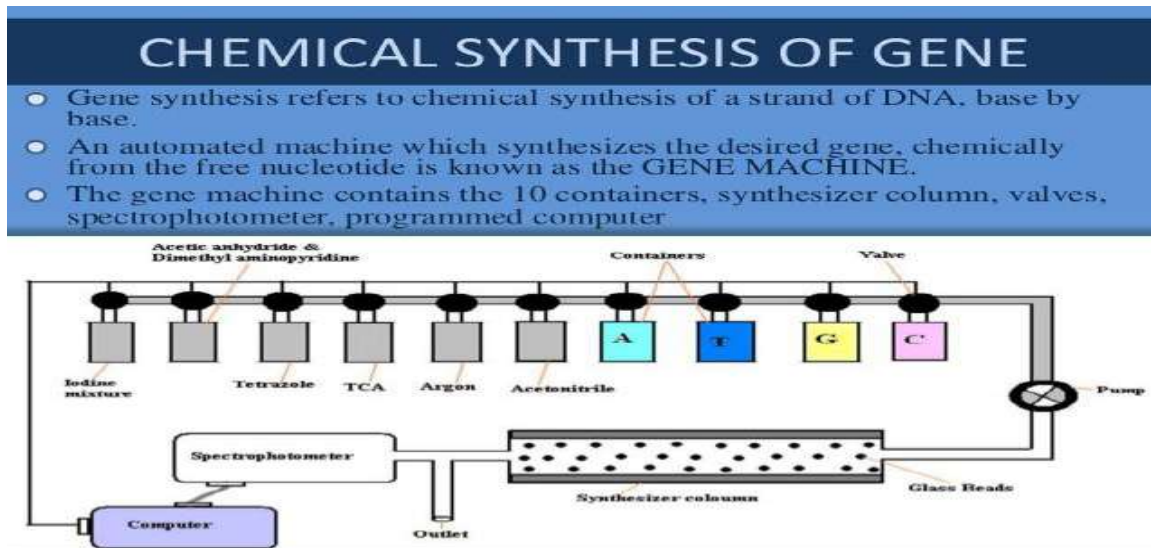 CHEMICAL SYNTHESIS OF GENE
Gene synthesis refers to chemical synthesis of a strand of DNA, base by
base.
An automated machine which synthesizes the desired gene, chemically
from the free nucleotide is known as the GENE MACHINE.
The gene machine contains the 10 containers, synthesizer column, valves,
spectrophotometer, programmed computer
Acetic anhydride &
Dimethyl aminopyridine
Containers
Valve
A
T
G
C
Iodine
mixture
Tetrazole
TCA
Argon
Acetonitrile
Pump
Spectrophotometer
Glass Beads
Synthesizer coloumn
Computer
Outlet